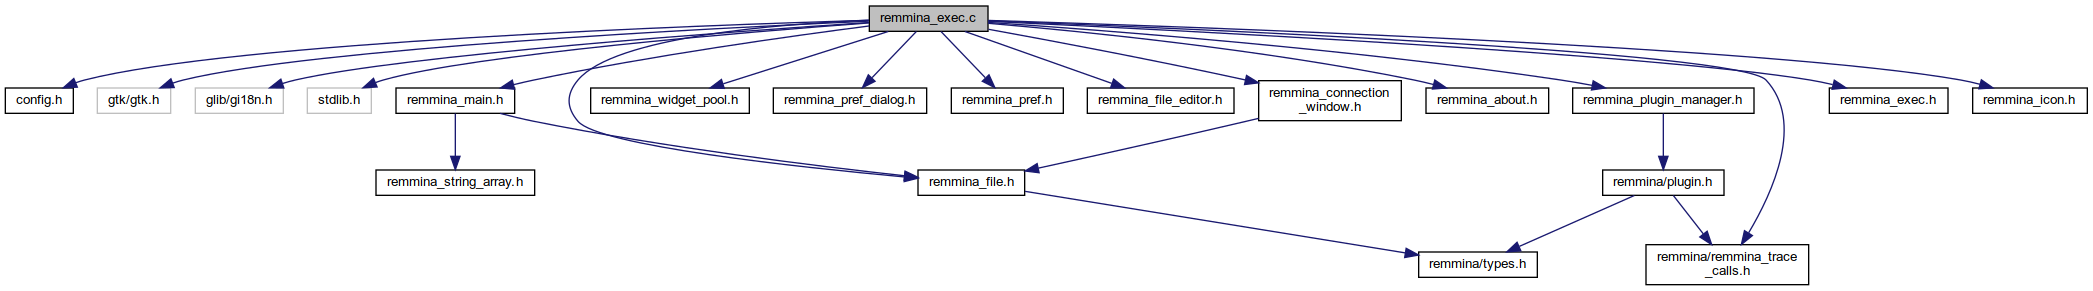 remmina_exec.c
config.h
gtk/gtk.h
glib/gi18n.h
stdlib.h
remmina_main.h
remmina_widget_pool.h
remmina_pref_dialog.h
remmina_pref.h
remmina_file_editor.h
remmina_connection
_window.h
remmina_about.h
remmina_plugin_manager.h
remmina_exec.h
remmina_icon.h
remmina_string_array.h
remmina_file.h
remmina/plugin.h
remmina/types.h
remmina/remmina_trace
_calls.h